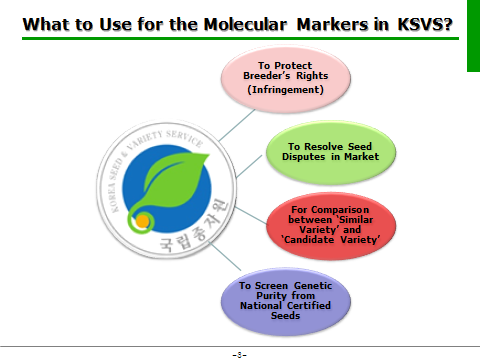 What to Use for the Molecular Markers in KSVS?
To Protect
Breeder's Rights
(Infringement)
To Resolve Seed
Disputes in Market
For Comparison
between ‘Similar
Variety’ and
‘Candidate Variety’
To Screen Genetic
Purity from
National Certified
Seeds
KOREA SEED & VARIETY SERVICE
국립종자원
-3-